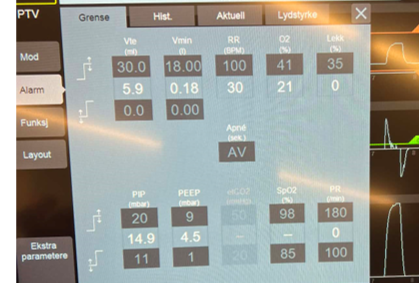 PTV
Grense Hist. Aktuell Lydstyrke X
Mod
Alarm
Funksj
Layout
Ekstra
parametere
Vte Vmin RR O2 Lekk
(ml) (l) (BPM) (%) (%)
30.0 18.00 100 41 35
5.9 0.18 30 21 0
0.0 0.00
Apné
(sek.)
AV
PIP PEEP SpO2 PR
(mbar) (mbar) (%) (/min)
20 9 50 98 180
14.9 4.5 -- -- 0
11 1 20 85 100